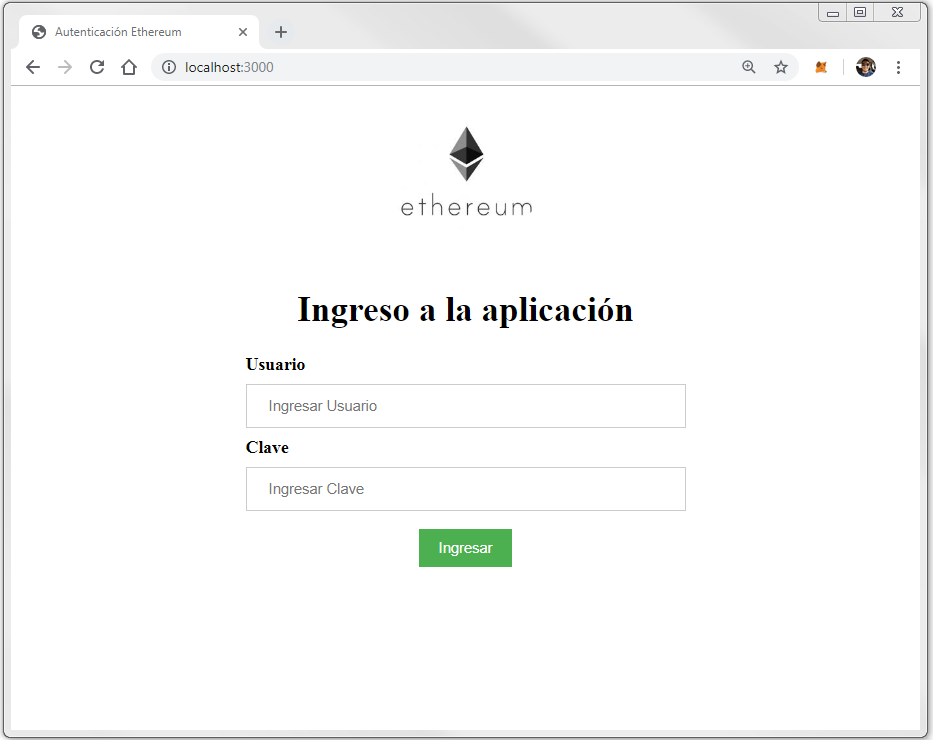 Autenticación Ethereum
localhost:3000
ethereum
Ingreso a la aplicación
Usuario
Ingresar Usuario
Clave
Ingresar Clave
Ingresar